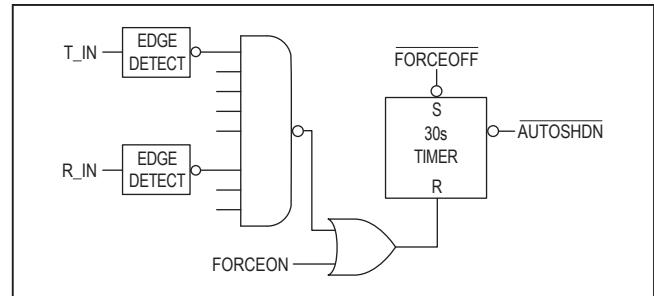 T_IN
EDGE
DETECT
R_IN
EDGE
DETECT
FORCEON
FORCEOFF
S
30s
TIMER
R
AUTOSHDN